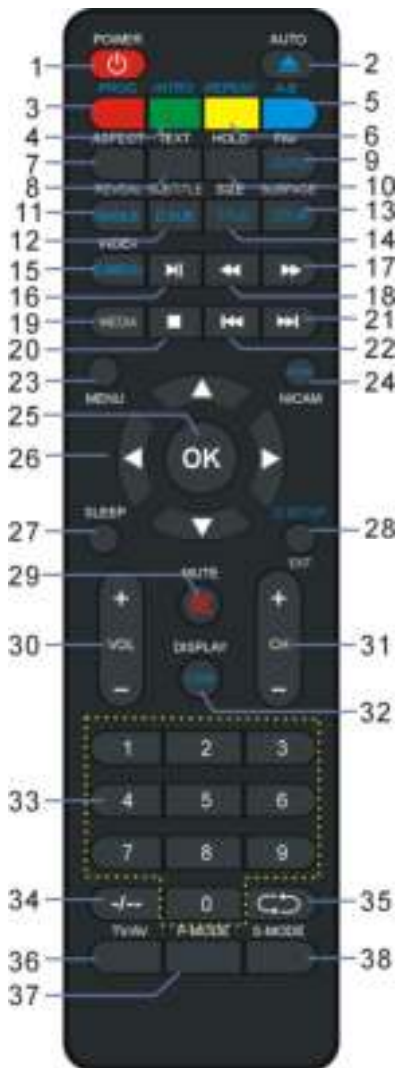 POWER AUTO
1 2
PROG INTRO REPEAT A-B
3 5
4 6
ASPECT TEXT HOLD FAV
7 9
8 10
REVEAL SUBTITLE SIZE SUBPAGE
11 13
12 TITLE 14
INDEX
15 17
16 18
19 MEDIA 21
20 22
23 24
MENU NICAM
25
26 OK
SLEEP
27 28
EXIT
29 MUTE
+ +
30 VOL DISPLAY CH 31
- -
32
1 2 3
33 4 5 6
7 8 9
34 -/-- 0 35
TV/AV P-MODE S-MODE
36 38
37